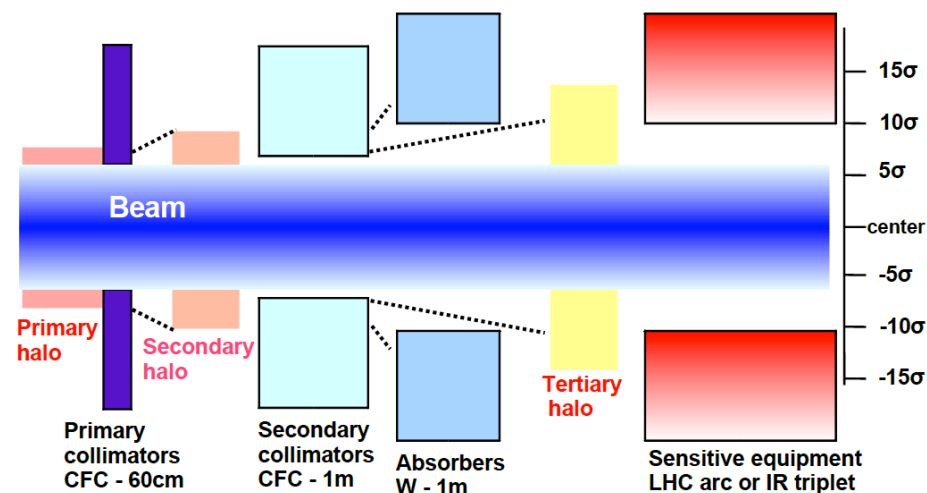 15σ
10σ
5σ
Beam
center
-5σ
Primary
halo
Secondary
halo
-10σ
Tertiary
halo
-15σ
Primary
collimators
CFC - 60cm
Secondary
collimators
CFC - 1m
Absorbers
W - 1m
Sensitive equipment
LHC arc or IR triplet